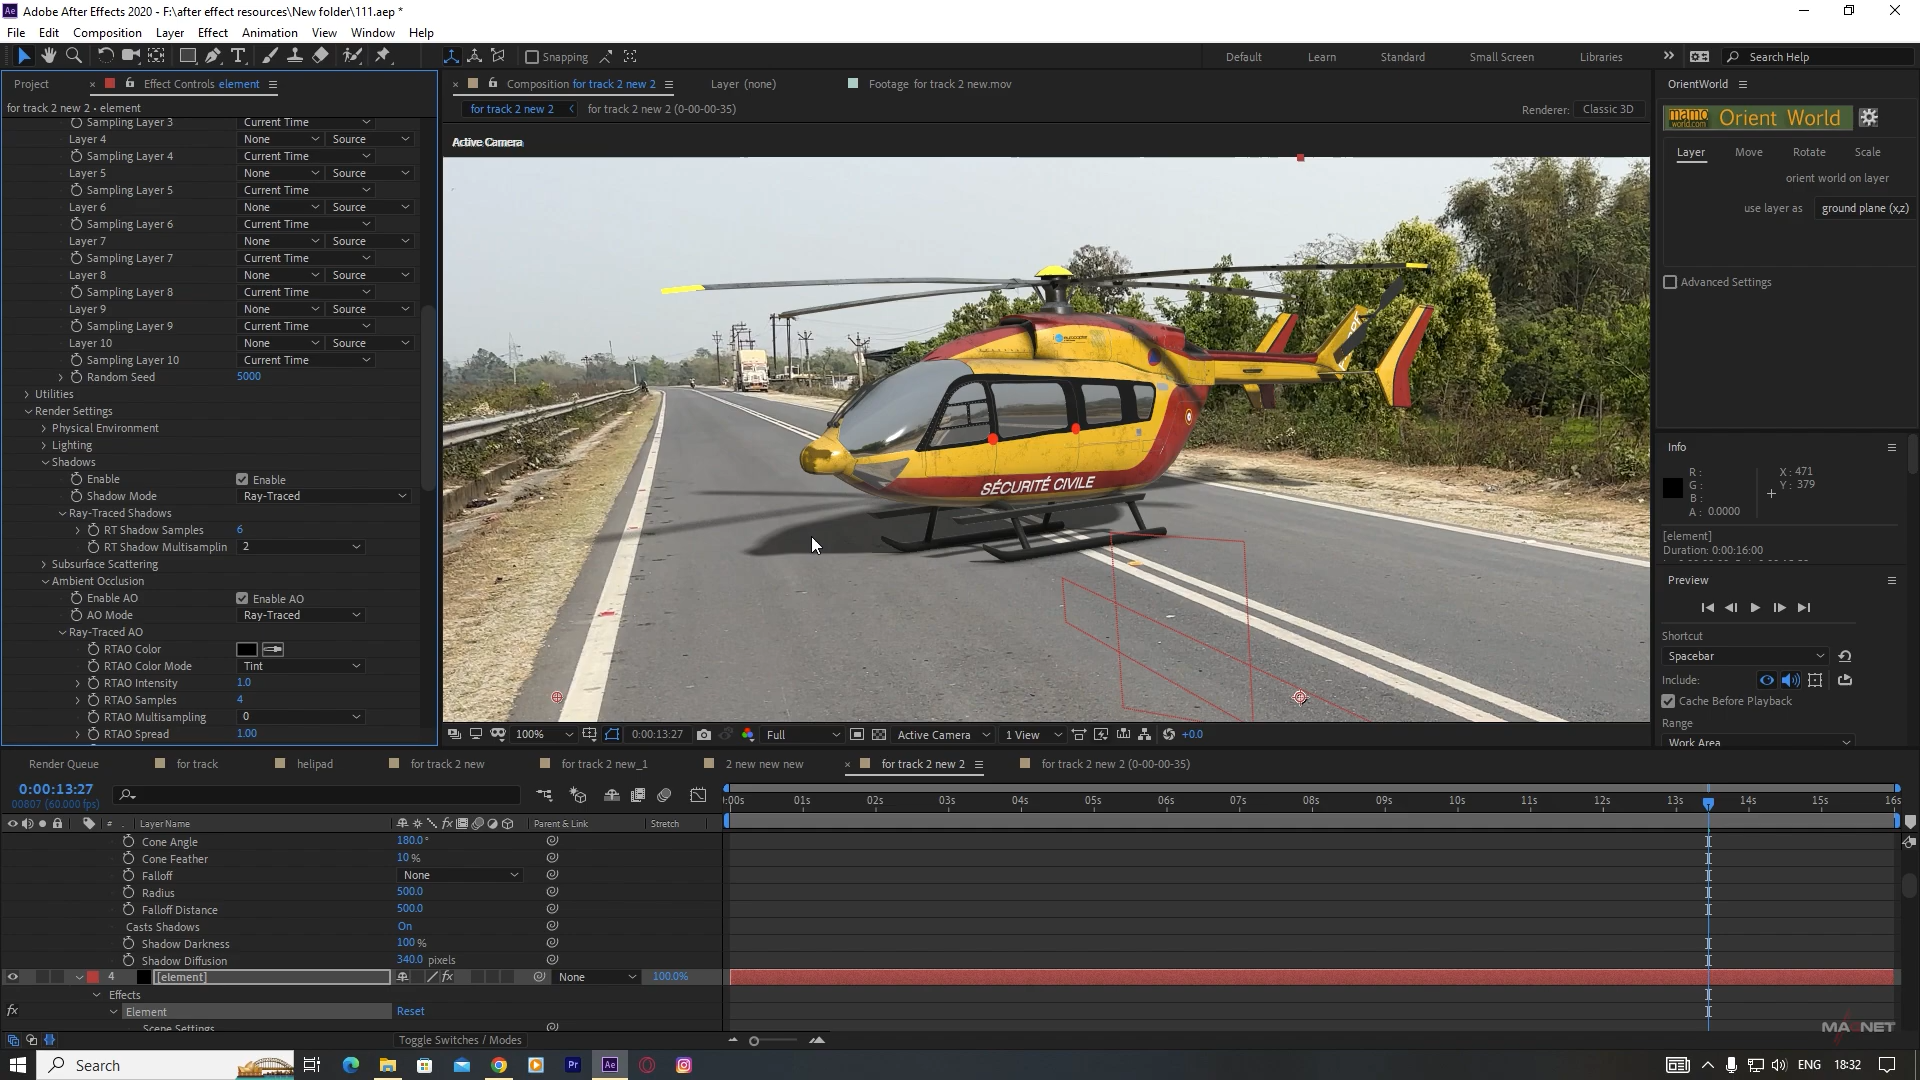 Adobe After Effects 2020 - F:\after effect resources\New folder\111.aep *
File Edit Composition Layer Effect Animation View Window Help
Snapping Default Learn Standard Small Screen Libraries Search Help
Project Effect Controls element
for track 2 new 2 • element
Sampling Layer 3 Current Time
Layer 4 None Source
Sampling Layer 4 Current Time
Layer 5 None Source
Sampling Layer 5 Current Time
Layer 6 None Source
Sampling Layer 6 Current Time
Layer 7 None Source
Sampling Layer 7 Current Time
Layer 8 None Source
Sampling Layer 8 Current Time
Layer 9 None Source
Sampling Layer 9 Current Time
Layer 10 None Source
Sampling Layer 10 Current Time
Random Seed 5000
Utilities
Render Settings
Physical Environment
Lighting
Shadows
Enable Enable
Shadow Mode Ray-Traced
Ray-Traced Shadows
RT Shadow Samples 6
RT Shadow Multisamplin 2
Subsurface Scattering
Ambient Occlusion
Enable AO Enable AO
AO Mode Ray-Traced
Ray-Traced AO
RTAO Color
RTAO Color Mode Tint
RTAO Intensity 1.0
RTAO Samples 4
RTAO Multisampling 0
RTAO Spread 1.00
Composition for track 2 new 2 Layer (none) Footage for track 2 new.mov
for track 2 new 2 for track 2 new 2 (0-00-00-35) Renderer: Classic 3D
Active Camera
SÉCURITÉ CIVILE
100% 0:00:13:27 Full Active Camera 1 View +0.0
OrientWorld
mamo world.com Orient World
Layer Move Rotate Scale
orient world on layer
use layer as ground plane (x,z)
Advanced Settings
Info
R : X : 471
G : Y : 379
B :
A : 0.0000
[element]
Duration: 0:00:16:00
Preview
Shortcut
Spacebar
Include:
Cache Before Playback
Range
Work Area
Render Queue for track helipad for track 2 new for track 2 new_1 2 new new new for track 2 new 2 for track 2 new 2 (0-00-00-35)
0:00:13:27
00807 (60.000 fps)
:00s 01s 02s 03s 04s 05s 06s 07s 08s 09s 10s 11s 12s 13s 14s 15s 16s
# Layer Name Parent & Link Stretch
Cone Angle 180.0°
Cone Feather 10 %
Falloff None
Radius 500.0
Falloff Distance 500.0
Casts Shadows On
Shadow Darkness 100 %
Shadow Diffusion 340.0 pixels
4 [element] None 100.0%
Effects
fx Element Reset
Scene Settings
Toggle Switches / Modes
MAGNET
Search
Pr Ae
ENG 18:32